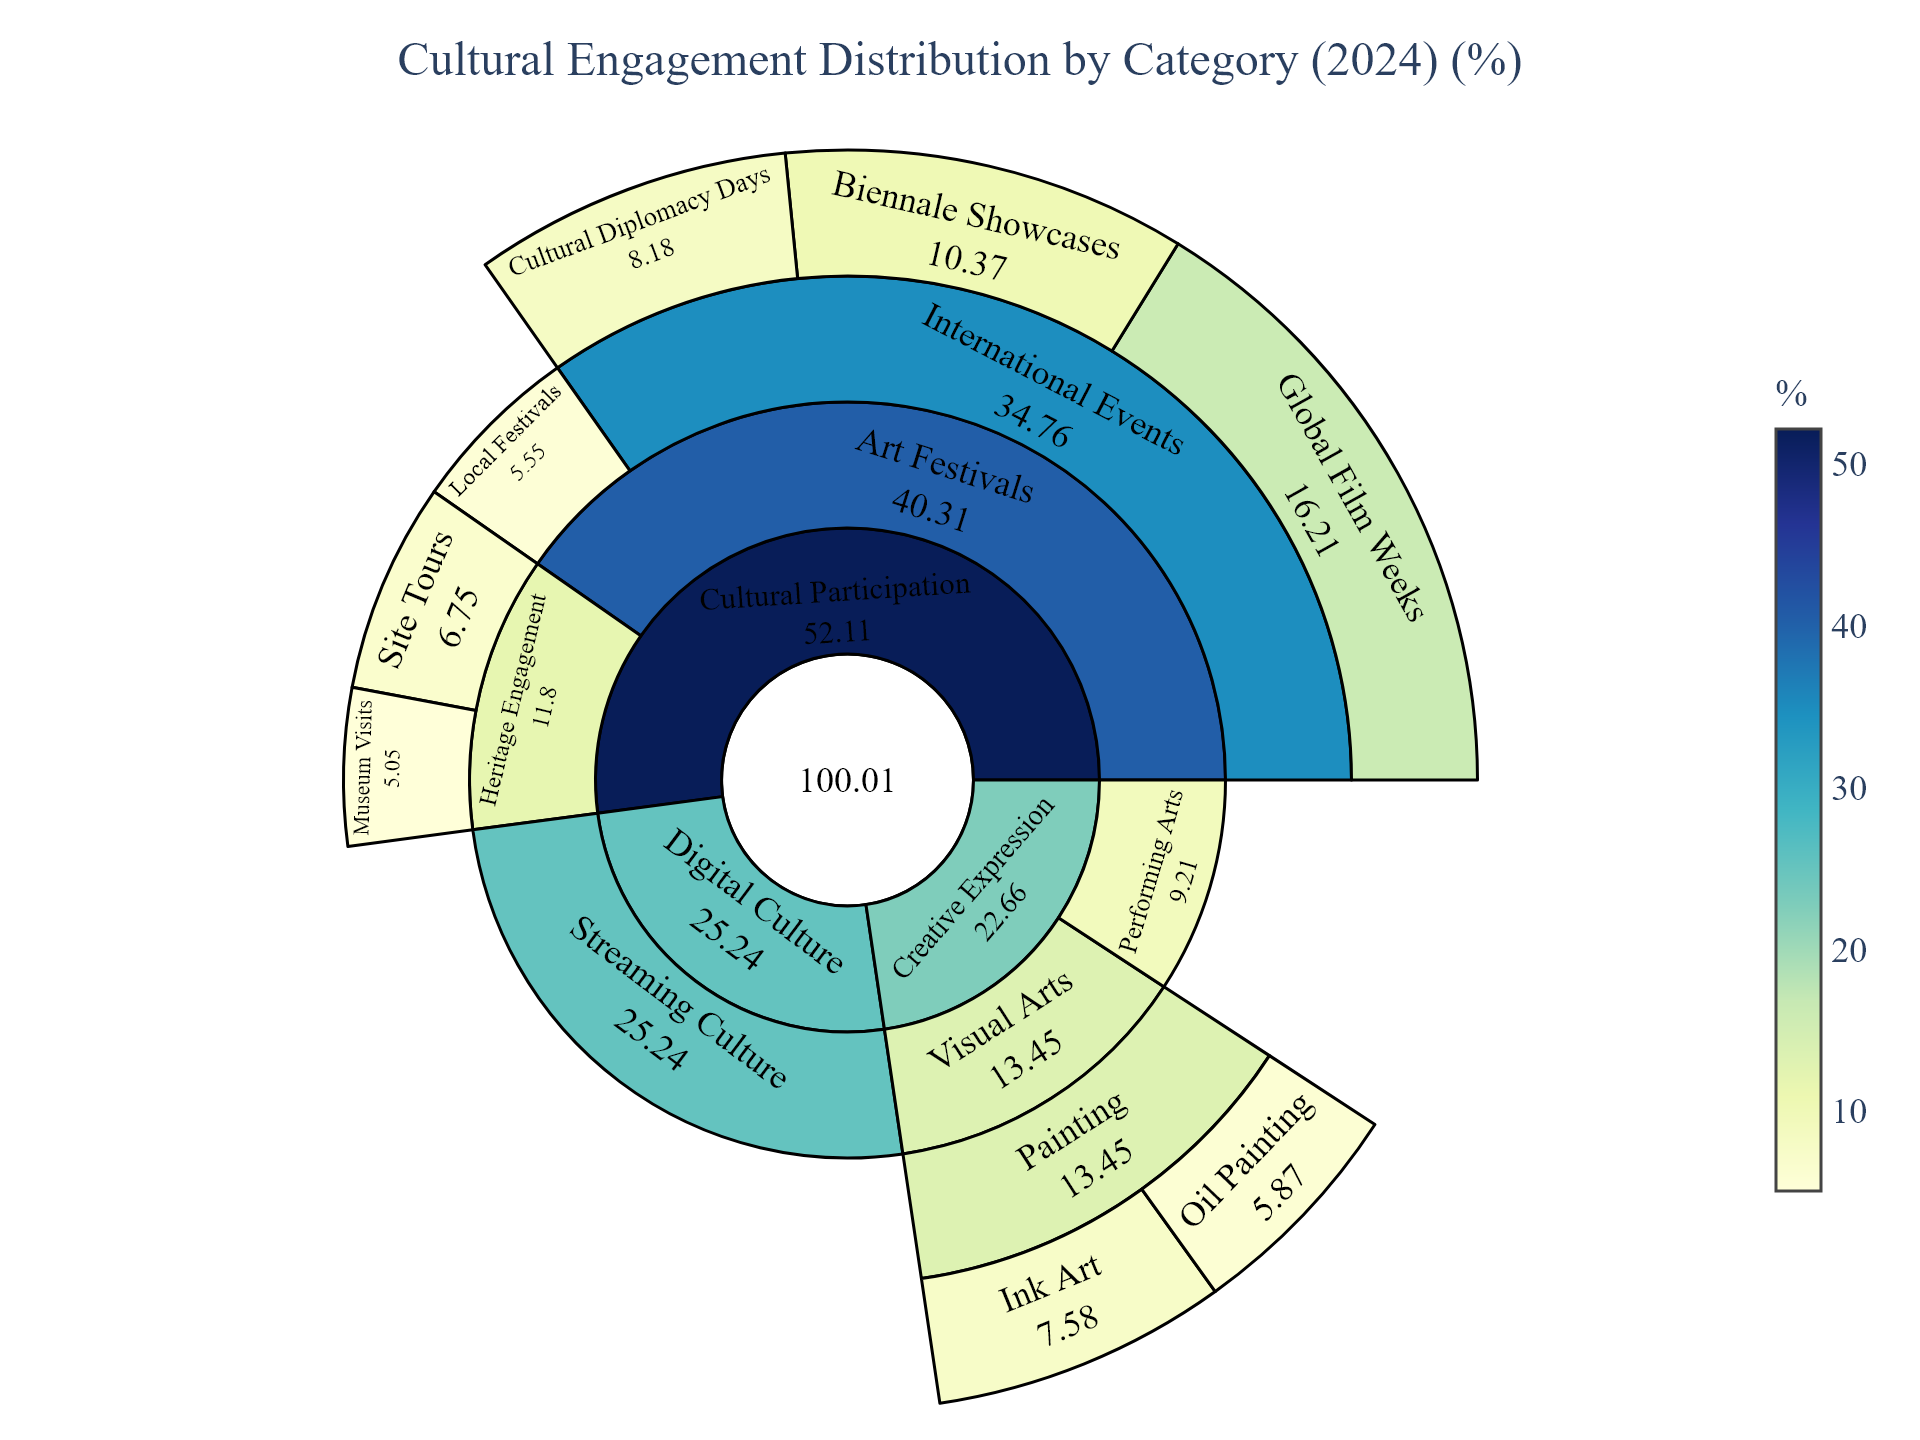 Cultural Engagement Distribution by Category (2024) (%)
Cultural Diplomacy Days
8.18
Biennale Showcases
10.37
Global Film Weeks
16.21
International Events
34.76
Local Festivals
5.55
Art Festivals
40.31
Site Tours
6.75
Museum Visits
5.05
Heritage Engagement
11.8
Cultural Participation
52.11
100.01
Digital Culture
25.24
Streaming Culture
25.24
Creative Expression
22.66
Performing Arts
9.21
Visual Arts
13.45
Painting
13.45
Oil Painting
5.87
Ink Art
7.58
%
50
40
30
20
10